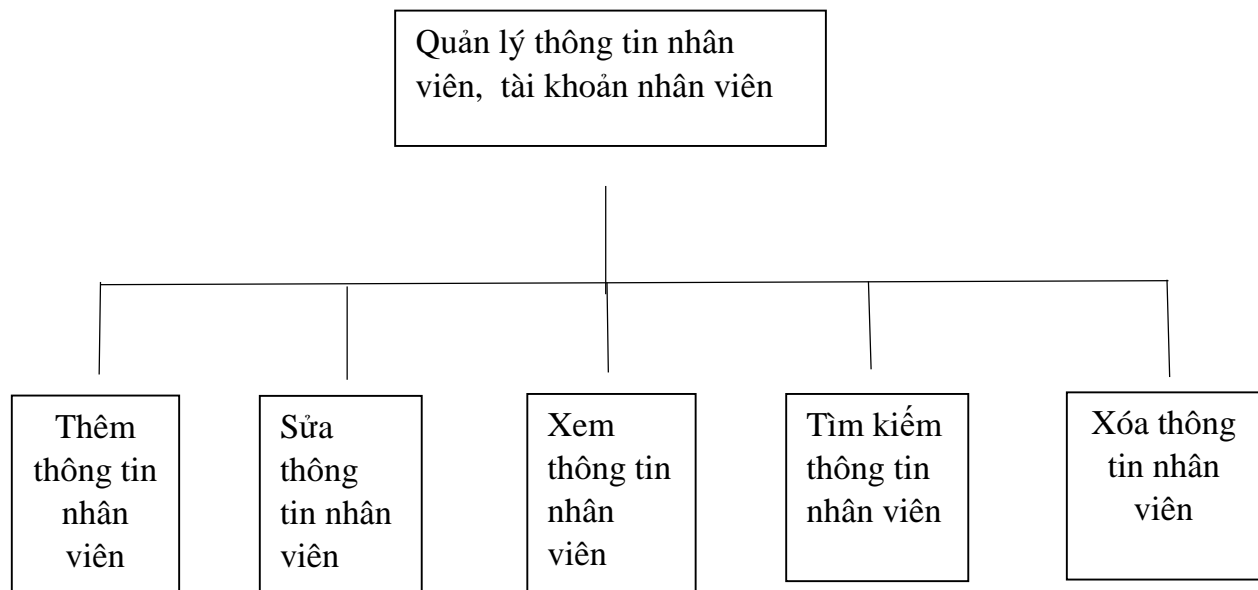 Quản lý thông tin nhân
viên, tài khoản nhân viên
Thêm
thông tin
nhân
viên
Sửa
thông
tin nhân
viên
Xem
thông tin
nhân
viên
Tìm kiếm
thông tin
nhân viên
Xóa thông
tin nhân
viên